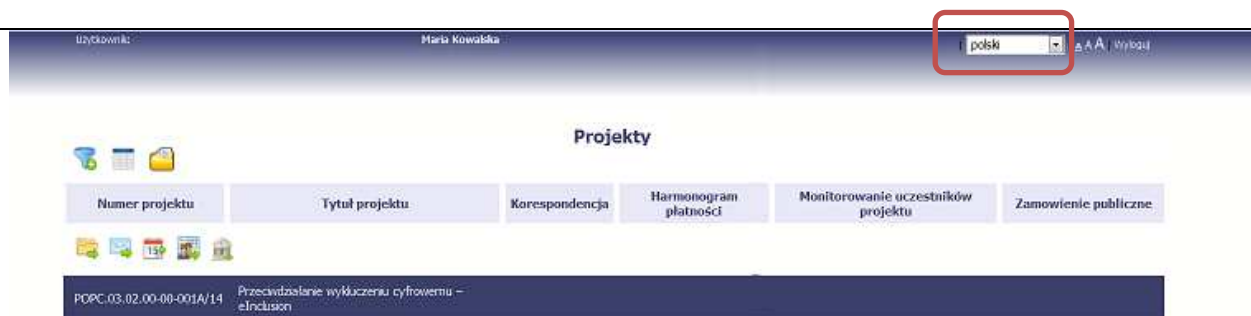 Użytkownik: Maria Kowalska polski A A A | Wyloguj
Projekty
Numer projektu Tytuł projektu Korespondencja Harmonogram płatności Monitorowanie uczestników projektu Zamowienie publiczne
POPC.03.02.00-00-001A/14 Przeciwdziałanie wykluczeniu cyfrowemu –
eInclusion